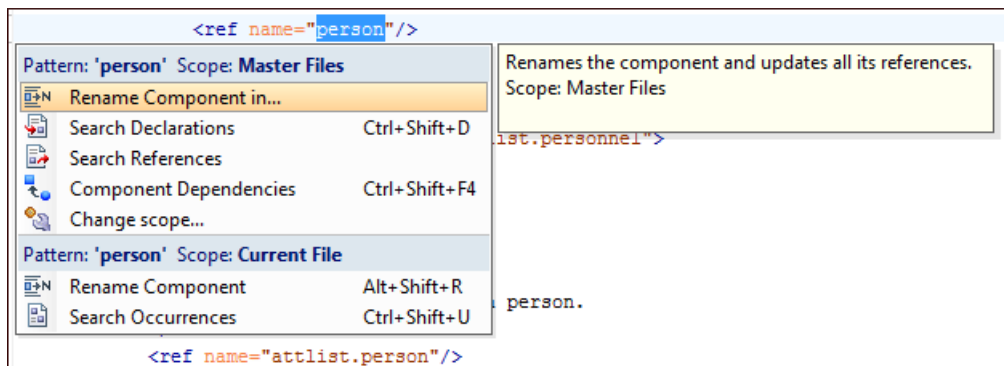 <ref name="person"/>
Pattern: 'person' Scope: Master Files
Rename Component in...
Search Declarations Ctrl+Shift+D
Search References
Component Dependencies Ctrl+Shift+F4
Change scope...
Pattern: 'person' Scope: Current File
Rename Component Alt+Shift+R
Search Occurrences Ctrl+Shift+U
Renames the component and updates all its references.
Scope: Master Files
ist.personnel">
person.
<ref name="attlist.person"/>